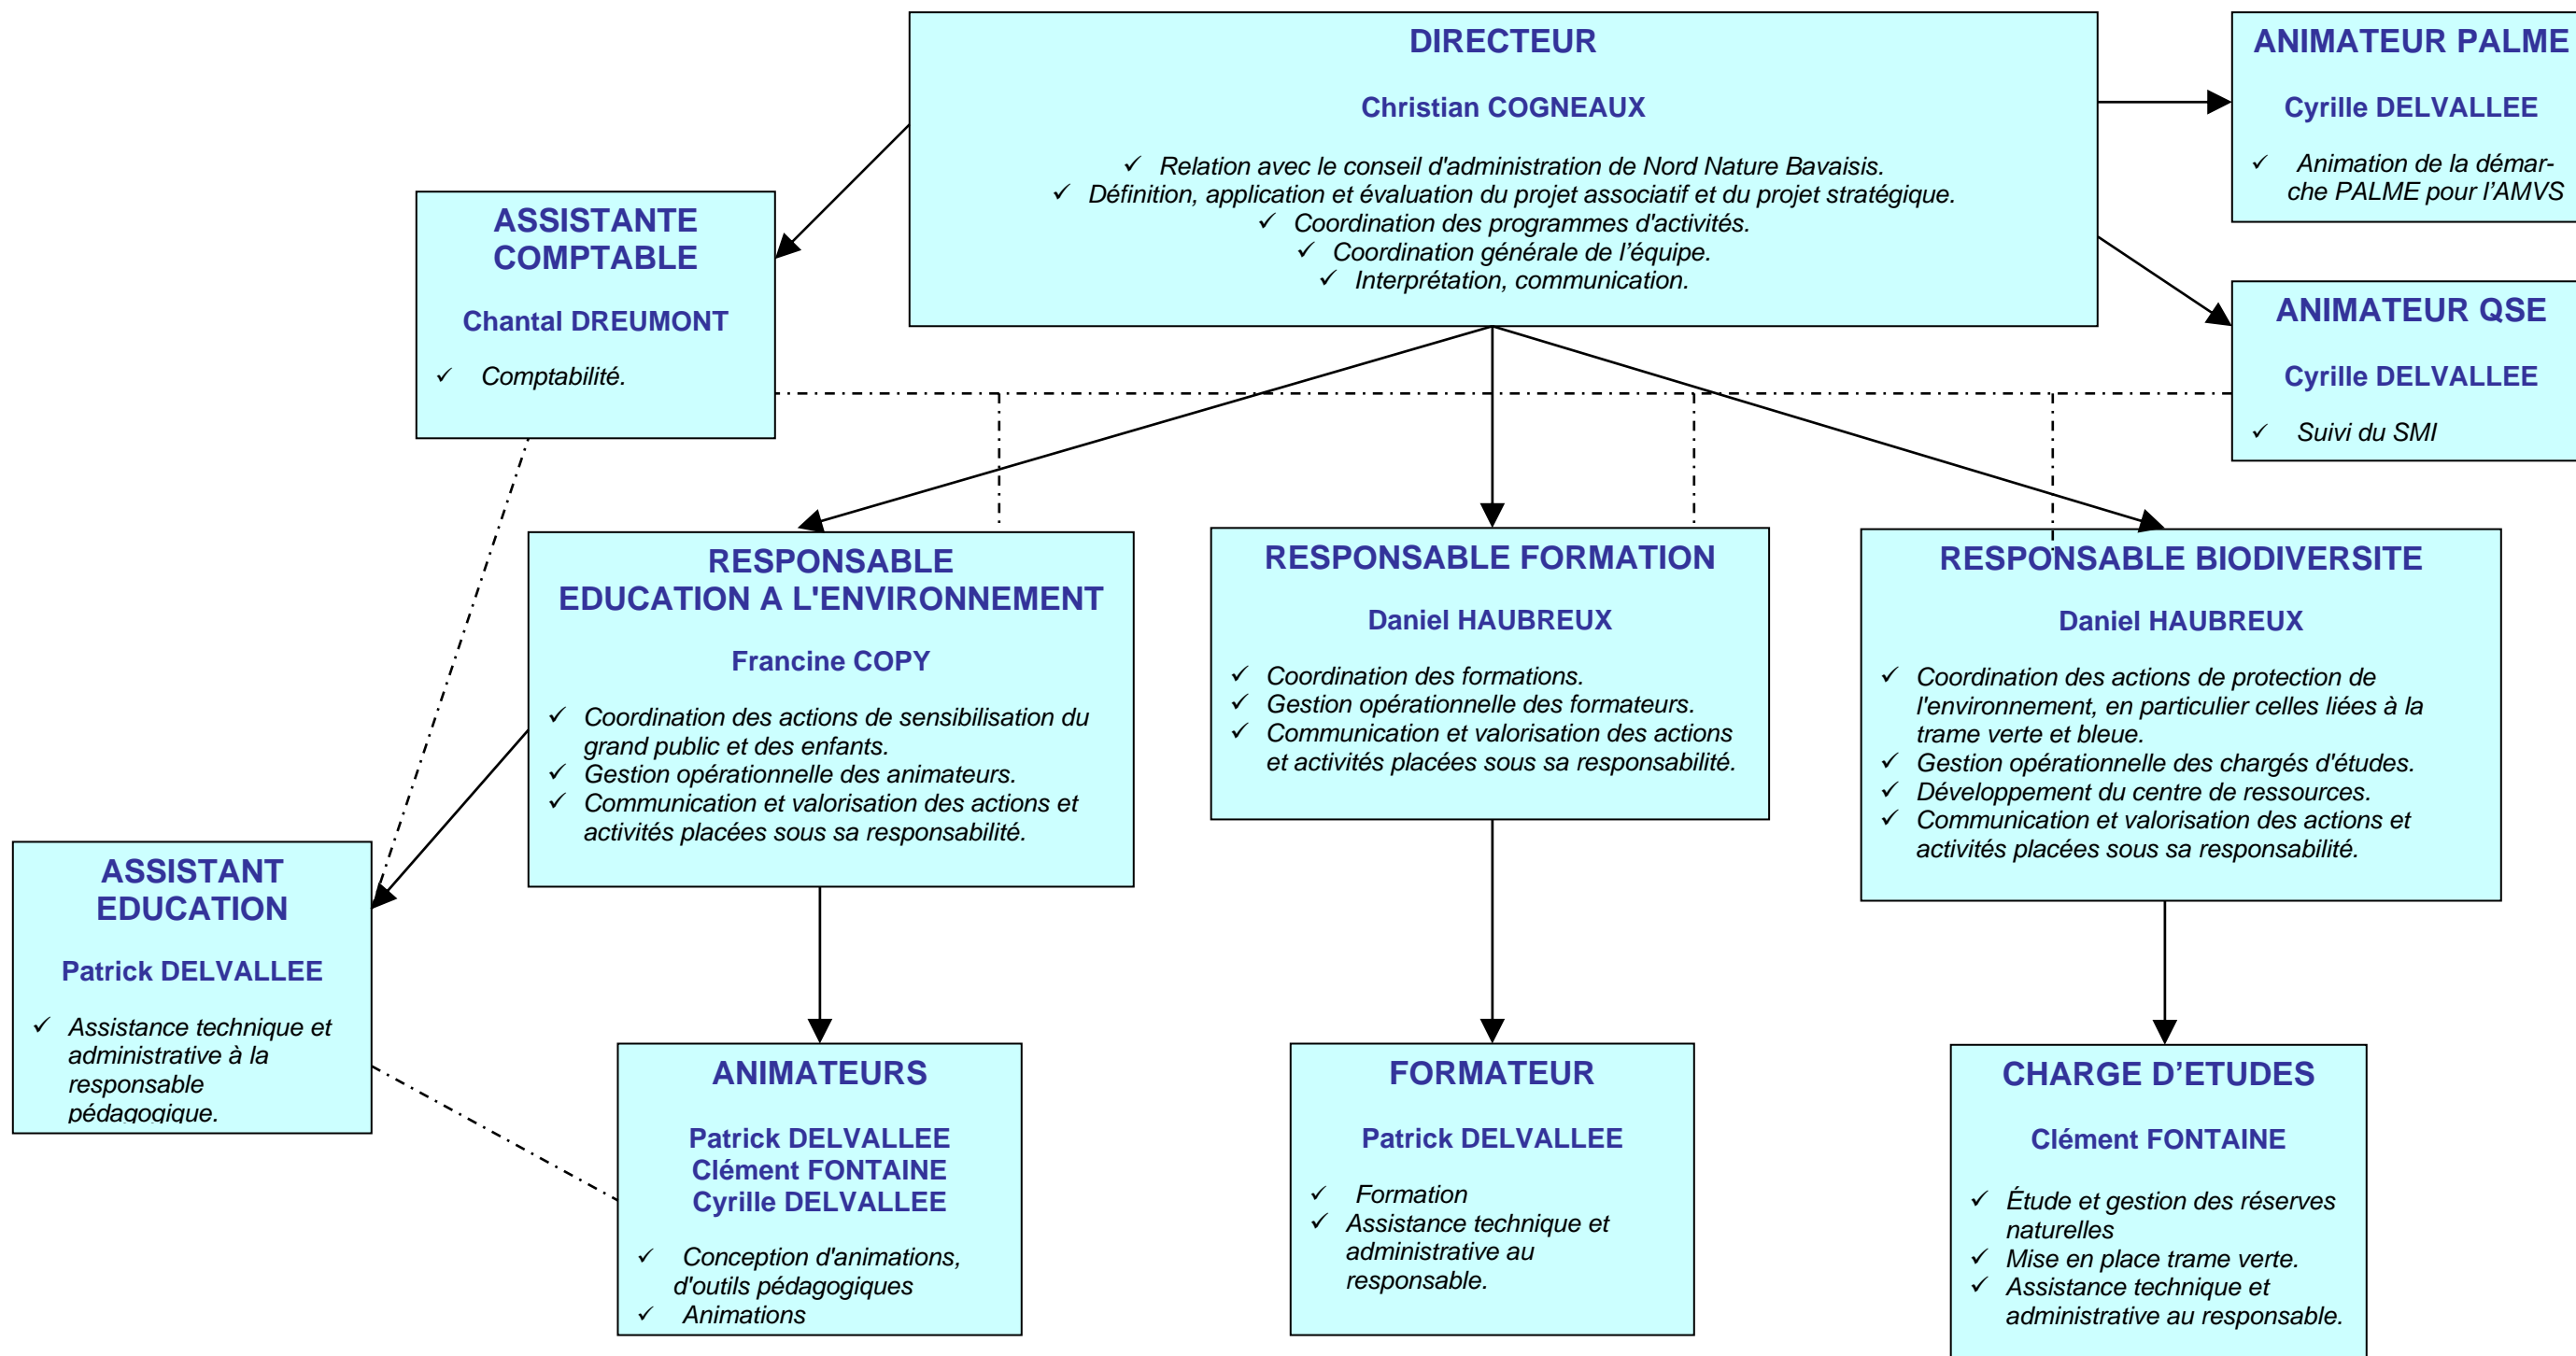 DIRECTEUR
Christian COGNEAUX
✓ Relation avec le conseil d'administration de Nord Nature Bavaisis.
✓ Définition, application et évaluation du projet associatif et du projet stratégique.
✓ Coordination des programmes d'activités.
✓ Coordination générale de l’équipe.
✓ Interprétation, communication.
ANIMATEUR PALME
Cyrille DELVALLEE
✓ Animation de la démar-
che PALME pour l’AMVS
ASSISTANTE
COMPTABLE
Chantal DREUMONT
✓ Comptabilité.
ANIMATEUR QSE
Cyrille DELVALLEE
✓ Suivi du SMI
RESPONSABLE
EDUCATION A L'ENVIRONNEMENT
Francine COPY
✓ Coordination des actions de sensibilisation du
grand public et des enfants.
✓ Gestion opérationnelle des animateurs.
✓ Communication et valorisation des actions et
activités placées sous sa responsabilité.
RESPONSABLE FORMATION
Daniel HAUBREUX
✓ Coordination des formations.
✓ Gestion opérationnelle des formateurs.
✓ Communication et valorisation des actions
et activités placées sous sa responsabilité.
RESPONSABLE BIODIVERSITE
Daniel HAUBREUX
✓ Coordination des actions de protection de
l'environnement, en particulier celles liées à la
trame verte et bleue.
✓ Gestion opérationnelle des chargés d'études.
✓ Développement du centre de ressources.
✓ Communication et valorisation des actions et
activités placées sous sa responsabilité.
ASSISTANT
EDUCATION
Patrick DELVALLEE
✓ Assistance technique et
administrative à la
responsable
pédagogique.
ANIMATEURS
Patrick DELVALLEE
Clément FONTAINE
Cyrille DELVALLEE
✓ Conception d'animations,
d'outils pédagogiques
✓ Animations
FORMATEUR
Patrick DELVALLEE
✓ Formation
✓ Assistance technique et
administrative au
responsable.
CHARGE D’ETUDES
Clément FONTAINE
✓ Étude et gestion des réserves
naturelles
✓ Mise en place trame verte.
✓ Assistance technique et
administrative au responsable.